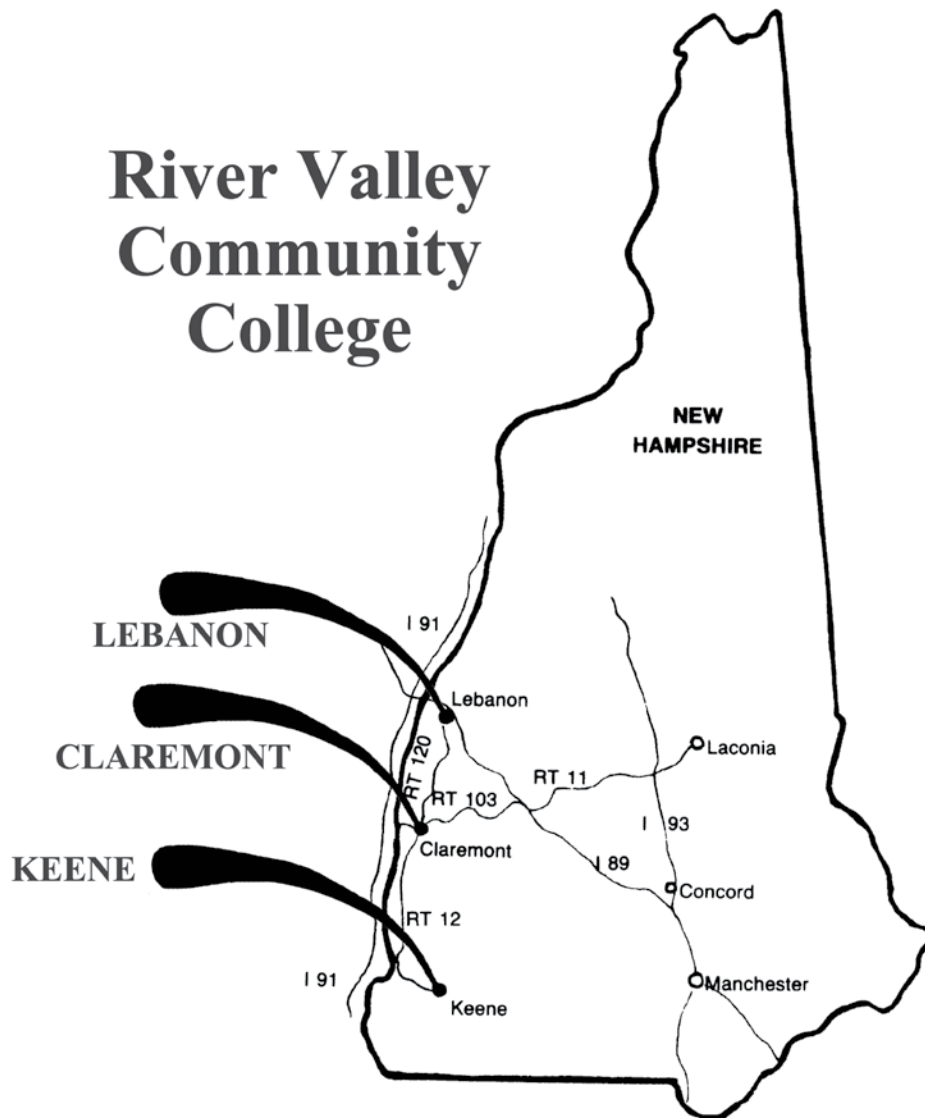 River Valley
Community
College
NEW
HAMPSHIRE
I 91
LEBANON
Lebanon
CLAREMONT
RT 120
Laconia
RT 11
RT 103
I 93
Claremont
KEENE
I 89
Concord
RT 12
I 91
Manchester
Keene